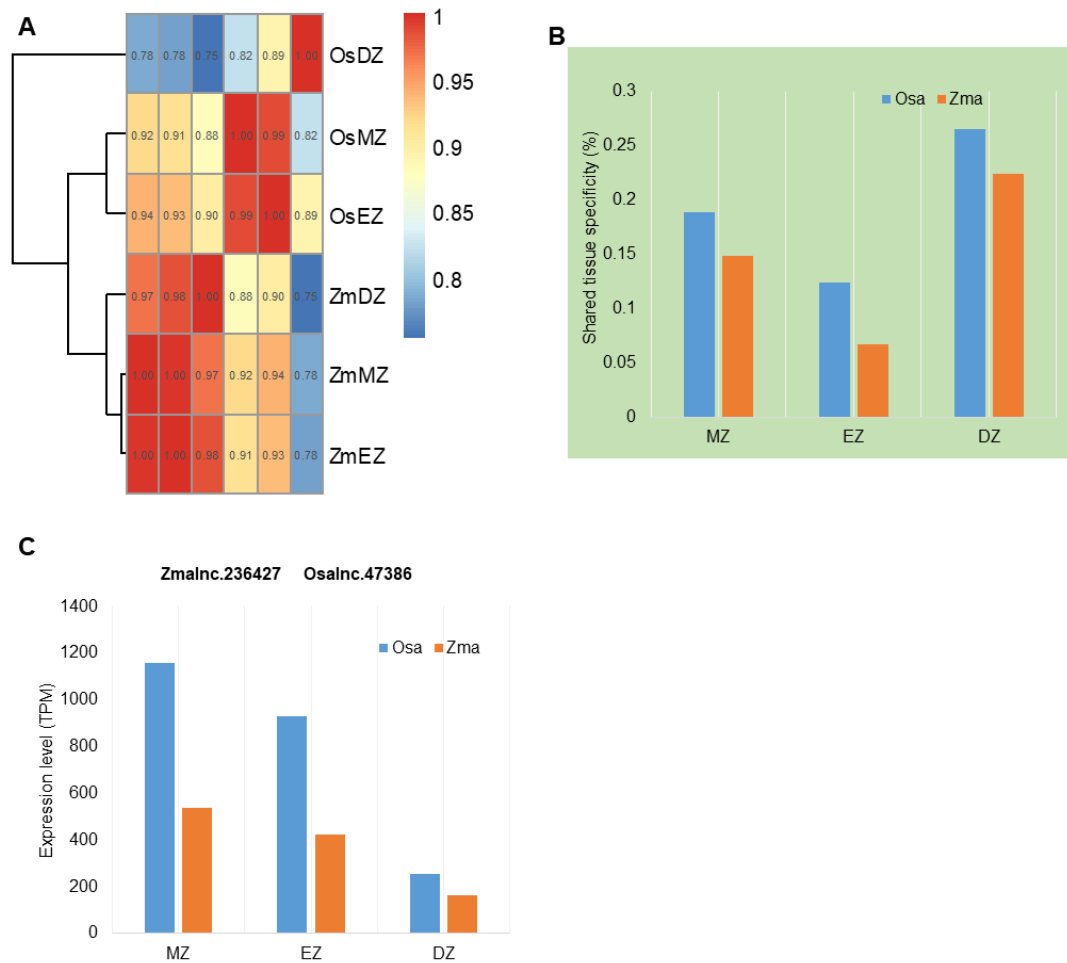 A
0.78 0.78 0.75 0.82 0.89 1.00 OsDZ
0.92 0.91 0.88 1.00 0.99 0.82 OsMZ
0.94 0.93 0.90 0.99 1.00 0.89 OsEZ
0.97 0.98 1.00 0.88 0.90 0.75 ZmDZ
1.00 1.00 0.97 0.92 0.94 0.78 ZmMZ
1.00 1.00 0.98 0.91 0.93 0.78 ZmEZ
1
0.95
0.9
0.85
0.8
B
Osa Zma
Shared tissue specificity (%)
0.3
0.25
0.2
0.15
0.1
0.05
0
MZ EZ DZ
C
Zmalnc.236427 Osalnc.47386
Osa Zma
Expression level (TPM)
1400
1200
1000
800
600
400
200
0
MZ EZ DZ